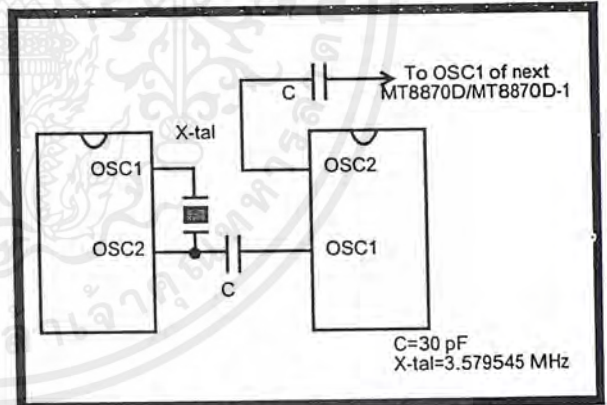 To OSC1 of next
MT8870D/MT8870D-1
C
X-tal
OSC1
OSC2
OSC2
OSC1
C
C=30 pF
X-tal=3.579545 MHz